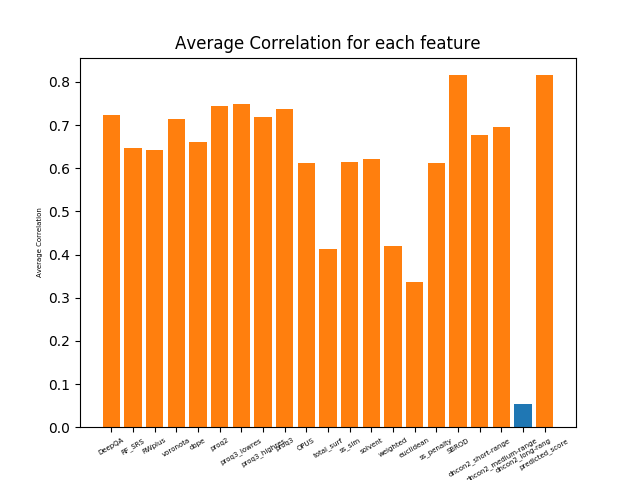 Average Correlation for each feature
Average Correlation
0.8
0.7
0.6
0.5
0.4
0.3
0.2
0.1
0.0
DeepQA
RF_SRS
RWplus
voronota
dope
proq2
proq3_lowres
proq3_highres
proq3
OPUS
total_surf
ss_sim
solvent
weighted
euclidean
ss_penalty
SBROD
dncon2_short-range
dncon2_medium-range
dncon2_long-rang
predicted_score